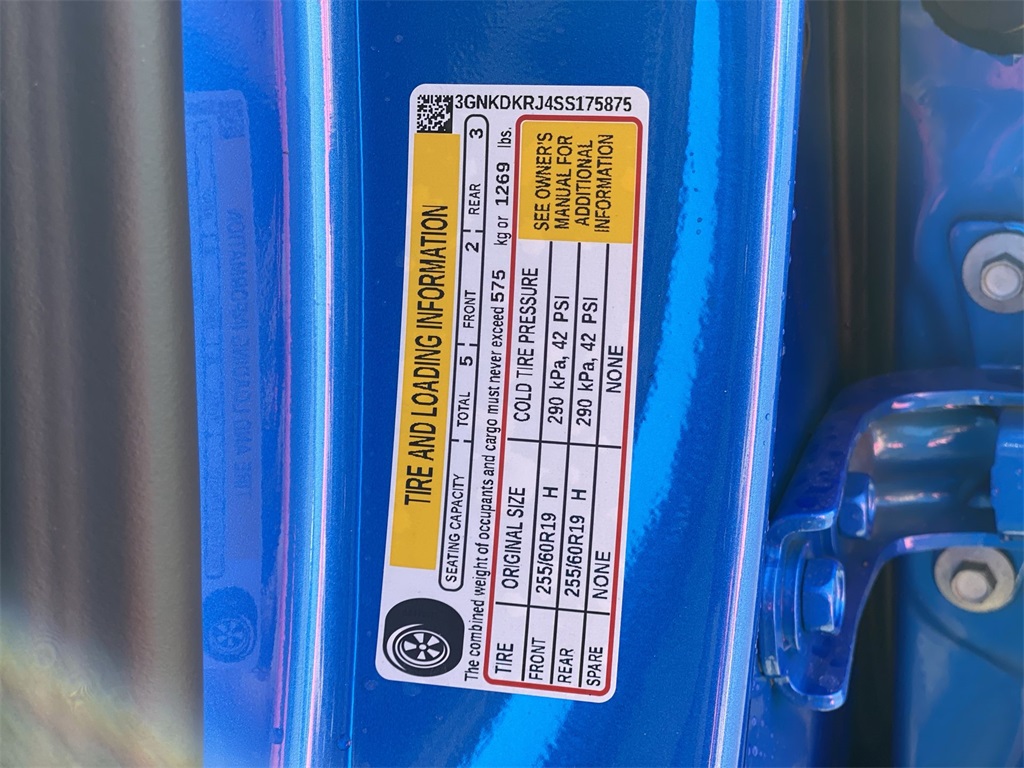 3GNKDKRJ4SS175875
TIRE AND LOADING INFORMATION
SEATING CAPACITY TOTAL 5 FRONT 2 REAR 3
The combined weight of occupants and cargo must never exceed 575 kg or 1269 lbs.
TIRE ORIGINAL SIZE COLD TIRE PRESSURE
FRONT 255/60R19 H 290 kPa, 42 PSI
REAR 255/60R19 H 290 kPa, 42 PSI
SPARE NONE NONE
SEE OWNER'S
MANUAL FOR
ADDITIONAL
INFORMATION